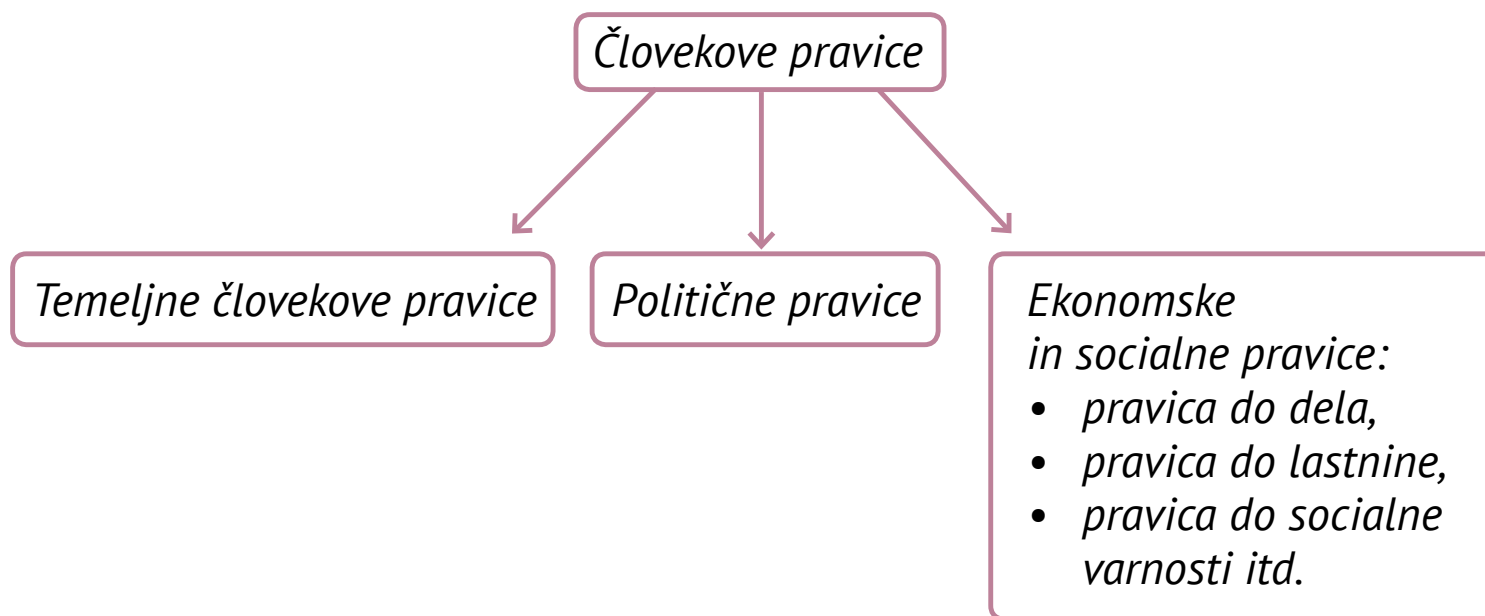 Človekove pravice
Temeljne človekove pravice
Politične pravice
Ekonomske
in socialne pravice:
• pravica do dela,
• pravica do lastnine,
• pravica do socialne
varnosti itd.